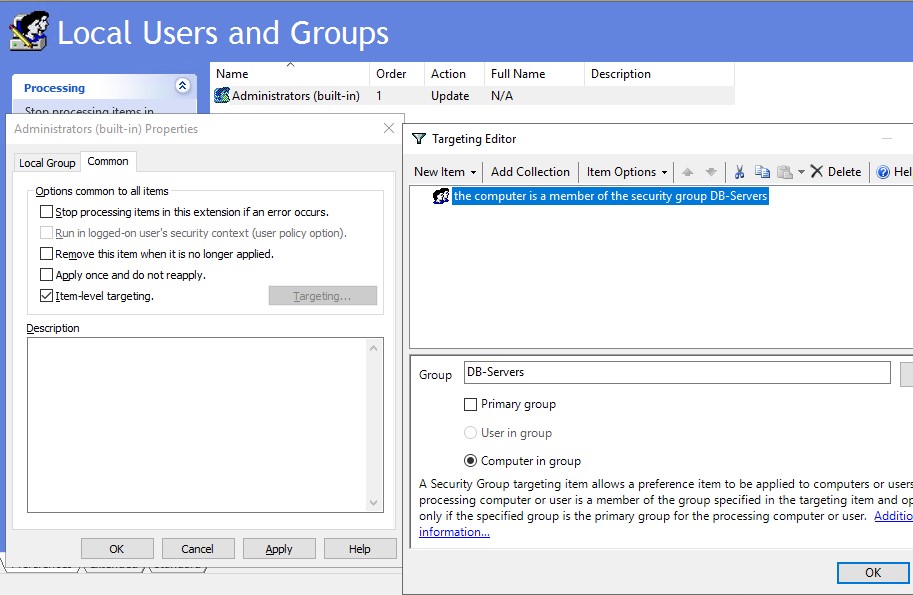 Local Users and Groups
Processing
Stop processing items in
Name Order Action Full Name Description
Administrators (built-in) 1 Update N/A
Administrators (built-in) Properties
Local Group Common
Options common to all items
Stop processing items in this extension if an error occurs.
Run in logged-on user's security context (user policy option).
Remove this item when it is no longer applied.
Apply once and do not reapply.
Item-level targeting. Targeting...
Description
OK Cancel Apply Help
Preferences Extended Standard
Targeting Editor
New Item Add Collection Item Options Delete Hel
the computer is a member of the security group DB-Servers
Group DB-Servers
Primary group
User in group
Computer in group
A Security Group targeting item allows a preference item to be applied to computers or users
processing computer or user is a member of the group specified in the targeting item and op
only if the specified group is the primary group for the processing computer or user. Additio
information...
OK